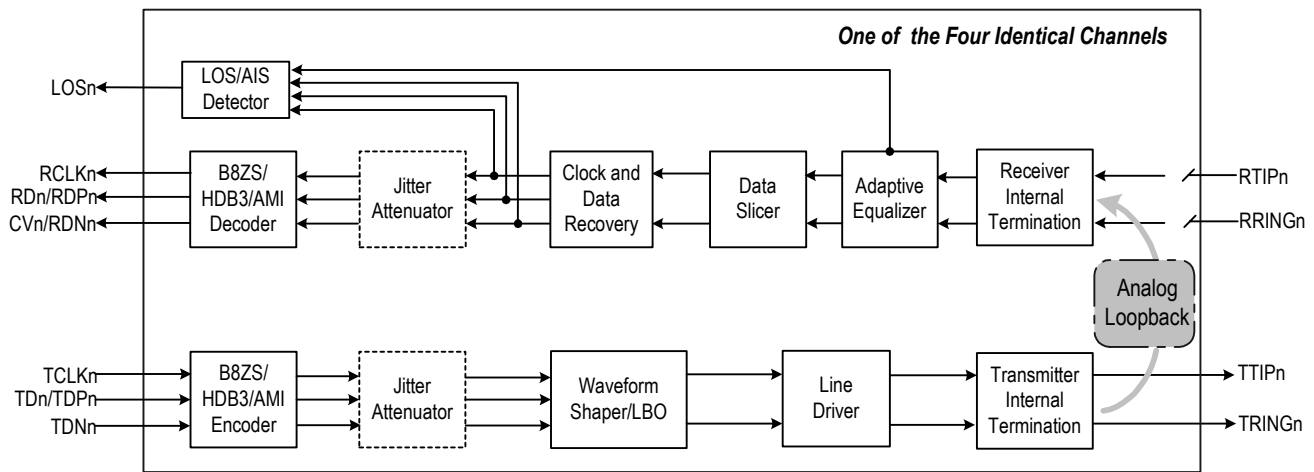 One of the Four Identical Channels
LOSn
LOS/AIS
Detector
RCLKn
RDn/RDPn
CVn/RDNn
B8ZS/
HDB3/AMI
Decoder
Jitter
Attenuator
Clock and
Data
Recovery
Data
Slicer
Adaptive
Equalizer
Receiver
Internal
Termination
RTIPn
RRINGn
Analog
Loopback
TCLKn
TDn/TDPn
TDNn
B8ZS/
HDB3/AMI
Encoder
Jitter
Attenuator
Waveform
Shaper/LBO
Line
Driver
Transmitter
Internal
Termination
TTIPn
TRINGn